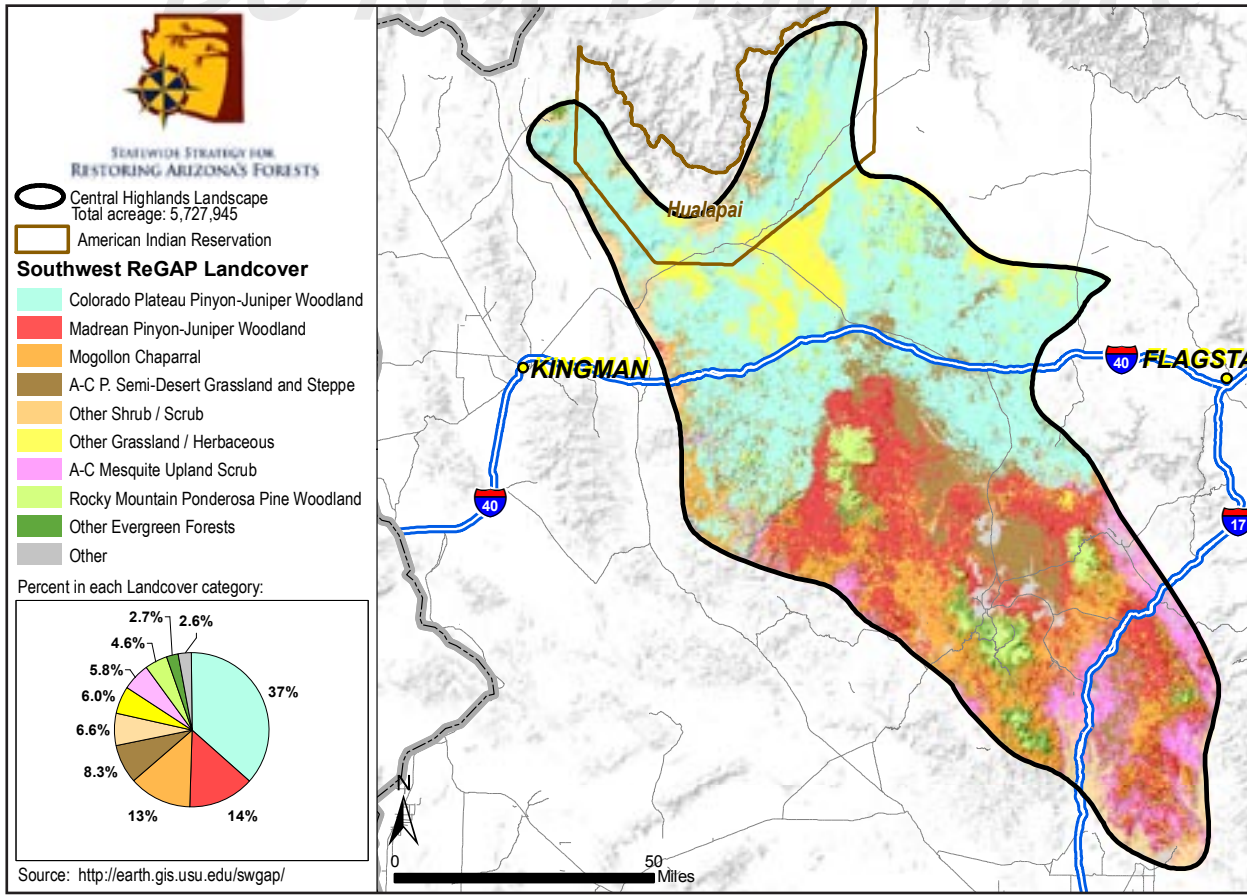 STATEWIDE STRATEGY FOR
RESTORING ARIZONA'S FORESTS
Central Highlands Landscape
Total acreage: 5,727,945
American Indian Reservation
Southwest ReGAP Landcover
Colorado Plateau Pinyon-Juniper Woodland
Madrean Pinyon-Juniper Woodland
Mogollon Chaparral
A-C P. Semi-Desert Grassland and Steppe
Other Shrub / Scrub
Other Grassland / Herbaceous
A-C Mesquite Upland Scrub
Rocky Mountain Ponderosa Pine Woodland
Other Evergreen Forests
Other
Percent in each Landcover category:
2.7%
2.6%
4.6%
5.8%
6.0%
6.6%
8.3%
13%
14%
37%
Source: http://earth.gis.usu.edu/swgap/
Hualapai
KINGMAN
40
FLAGSTA
40
17
N
0
50
Miles